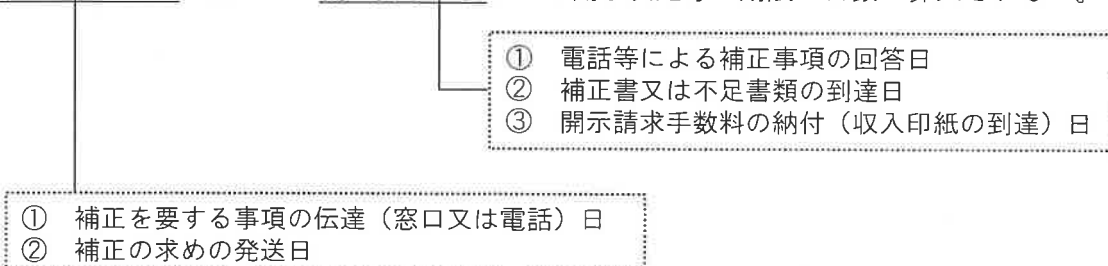 ① 電話等による補正事項の回答日
② 補正書又は不足書類の到達日
③ 開示請求手数料の納付（収入印紙の到達）日
① 補正を要する事項の伝達（窓口又は電話）日
② 補正の求めの発送日